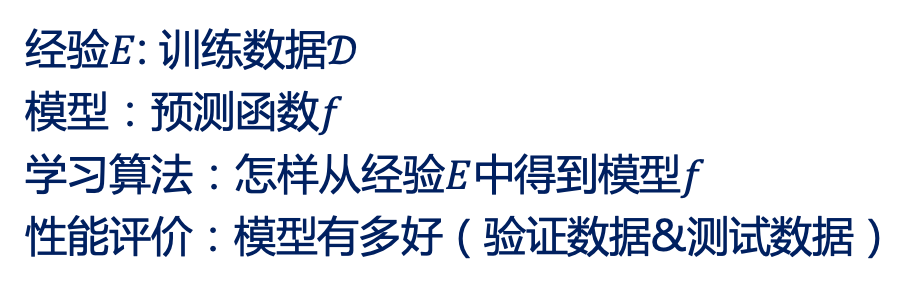 经验𝐸: 训练数据𝒟
模型：预测函数𝑓
学习算法：怎样从经验𝐸中得到模型𝑓
性能评价：模型有多好（验证数据&测试数据）